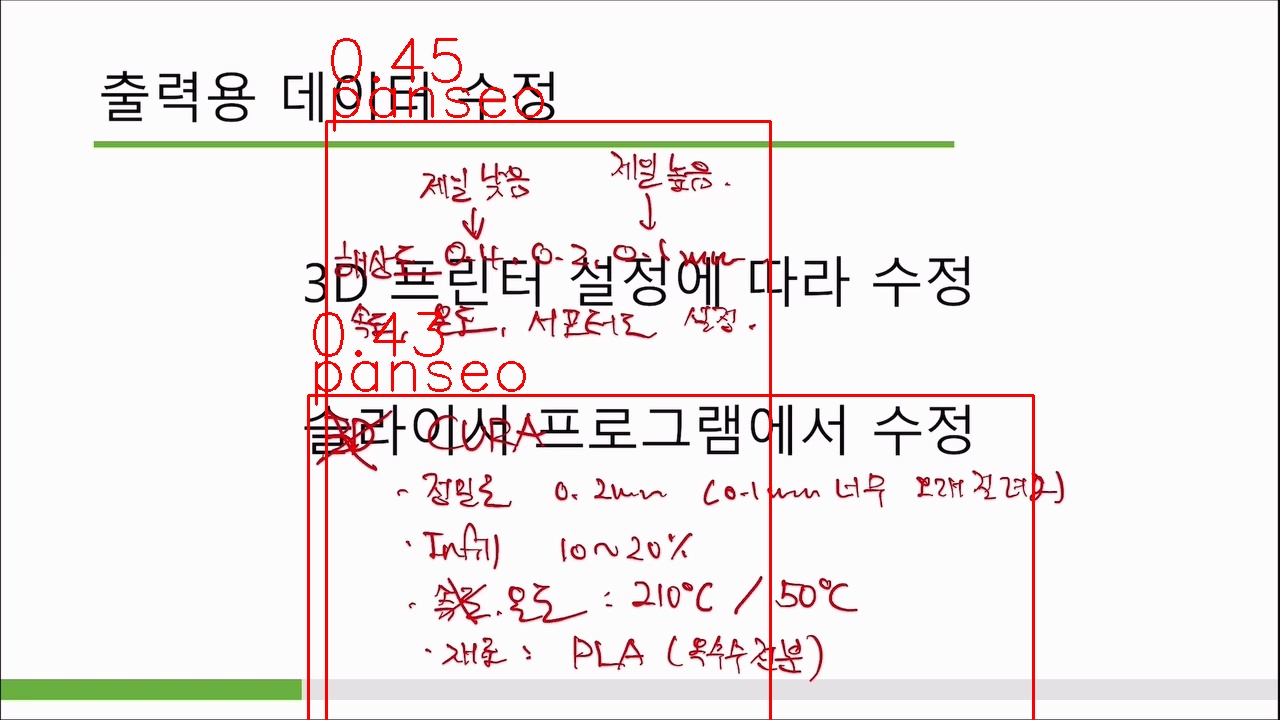 0.45
출력용 데이터 수정
panseo
제일 낮음 제일 높음.
해상도 0.4, 0.2, 0.1mm
3D 프린터 설정에 따라 수정
속도, 온도, 서포터도 설정.
0.43
panseo
슬라이서 프로그램에서 수정
3D CURA
· 정밀도 0.2mm (0.1mm 너무 오래 걸려요)
· Infill 10~20%
· 속도. 온도 : 210℃ / 50℃
· 재료 : PLA (옥수수 전분)